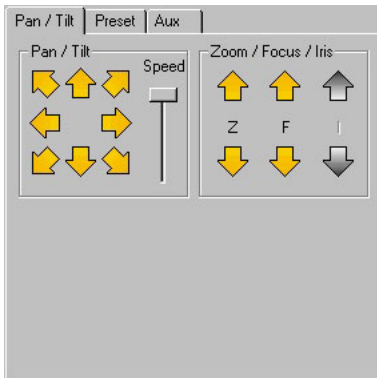 Pan / Tilt Preset Aux
Pan / Tilt
Speed
Zoom / Focus / Iris
Z F I